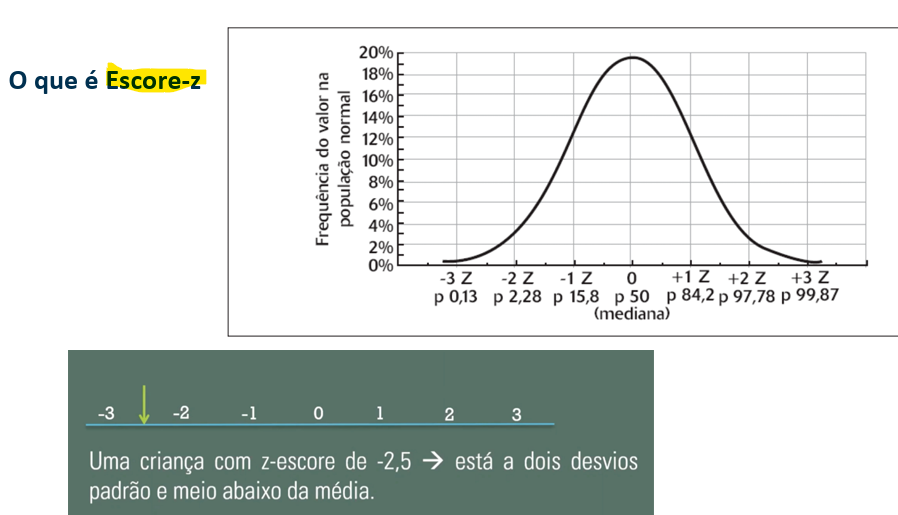 O que é Escore-z
Frequência do valor na
população normal
20%
18%
16%
14%
12%
10%
8%
6%
4%
2%
0%
-3 Z -2 Z -1 Z 0 +1 Z +2 Z +3 Z
p 0,13 p 2,28 p 15,8 p 50 p 84,2 p 97,78 p 99,87
(mediana)
-3 -2 -1 0 1 2 3
Uma criança com z-escore de -2,5 → está a dois desvios
padrão e meio abaixo da média.